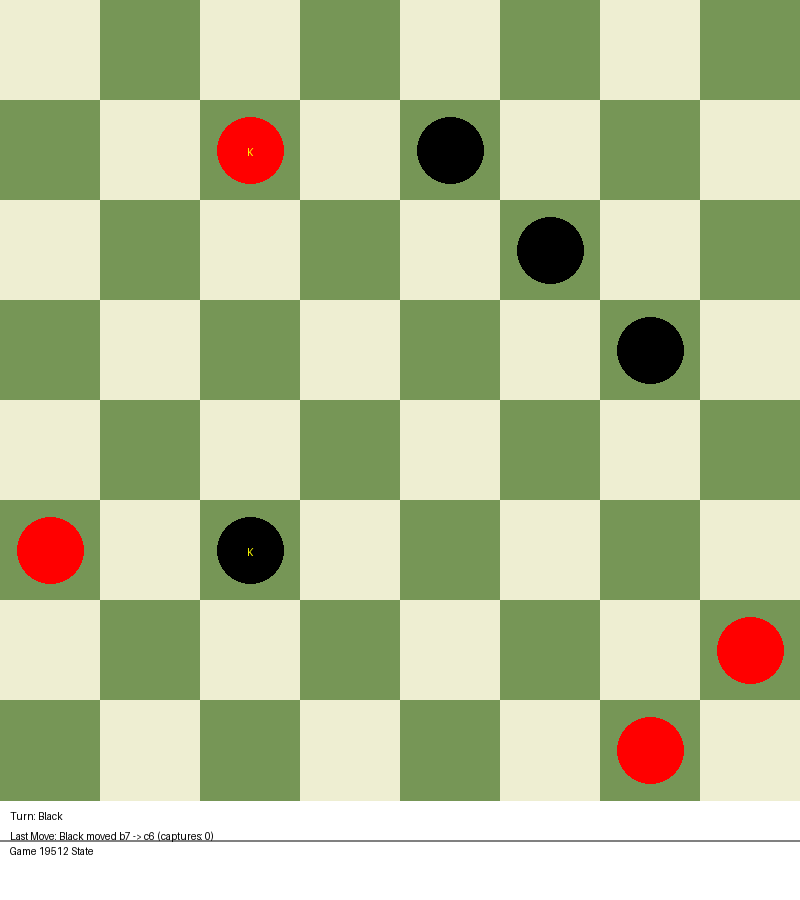 K
K
Turn: Black
Last Move: Black moved b7 -> c6 (captures: 0)
Game 19512 State